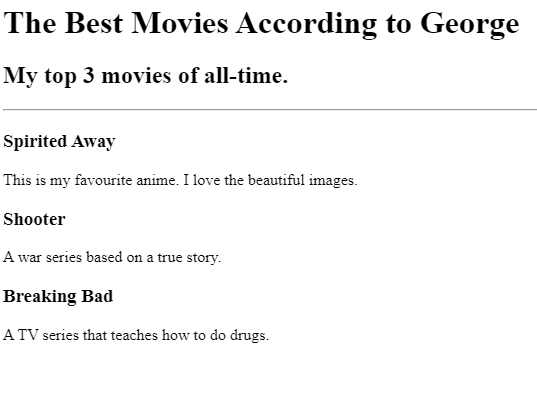 The Best Movies According to George
My top 3 movies of all-time.
Spirited Away
This is my favourite anime. I love the beautiful images.
Shooter
A war series based on a true story.
Breaking Bad
A TV series that teaches how to do drugs.